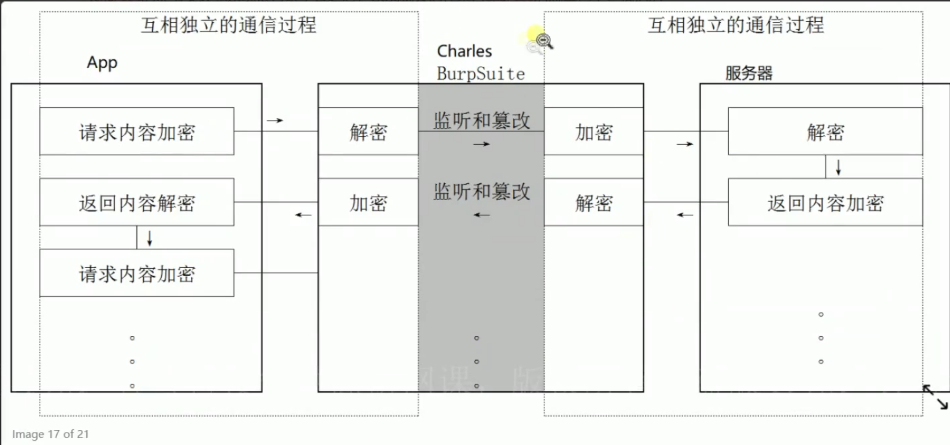 互相独立的通信过程
互相独立的通信过程
App
Charles
BurpSuite
服务器
请求内容加密
解密
监听和篡改
加密
解密
返回内容解密
加密
监听和篡改
解密
返回内容加密
请求内容加密
Image 17 of 21